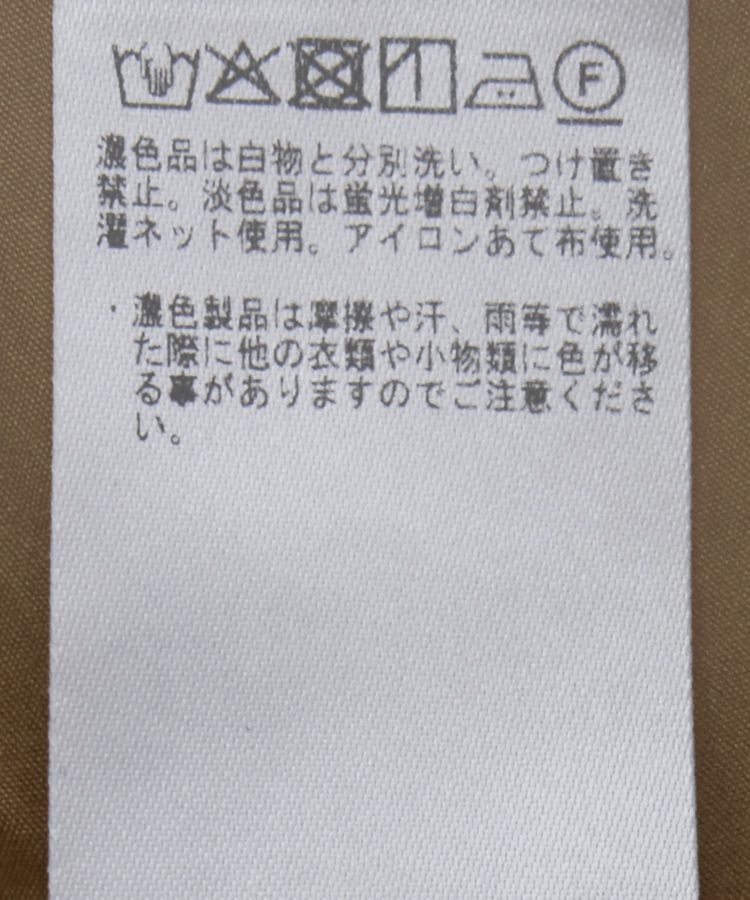 F
濃色品は白物と分別洗い。つけ置き
禁止。淡色品は蛍光増白剤禁止。洗
濯ネット使用。アイロンあて布使用。
・濃色製品は摩擦や汗、雨等で濡れ
た際に他の衣類や小物類に色が移
る事がありますのでご注意くださ
い。